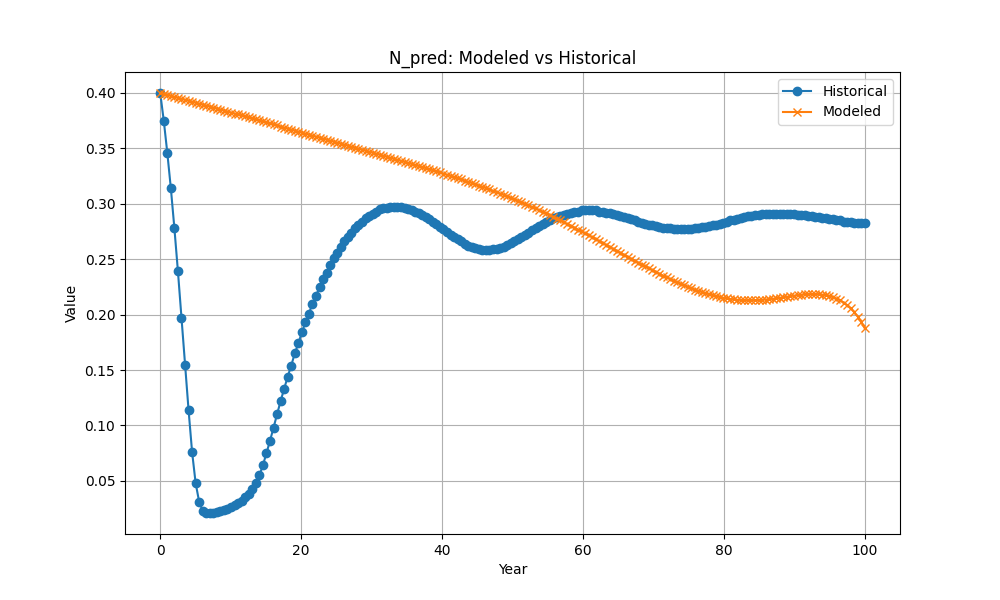 N_pred: Modeled vs Historical
Historical
Modeled
Value
0.40
0.35
0.30
0.25
0.20
0.15
0.10
0.05
0 20 40 60 80 100
Year